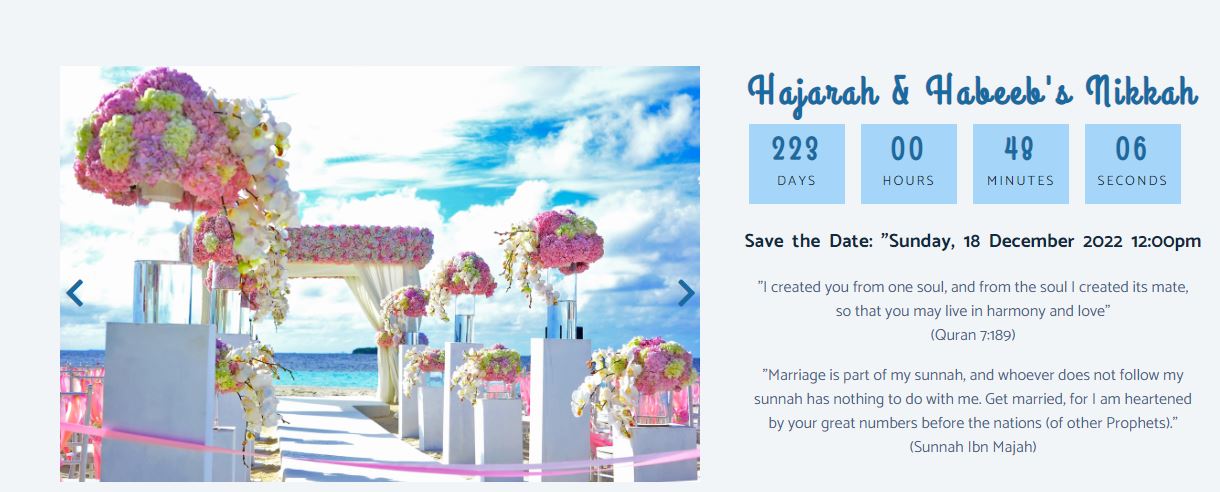 Hajarah & Habeeb's Nikkah
223 00 48 06
DAYS HOURS MINUTES SECONDS
Save the Date: "Sunday, 18 December 2022 12:00pm
"I created you from one soul, and from the soul I created its mate,
so that you may live in harmony and love"
(Quran 7:189)
"Marriage is part of my sunnah, and whoever does not follow my
sunnah has nothing to do with me. Get married, for I am heartened
by your great numbers before the nations (of other Prophets)."
(Sunnah Ibn Majah)